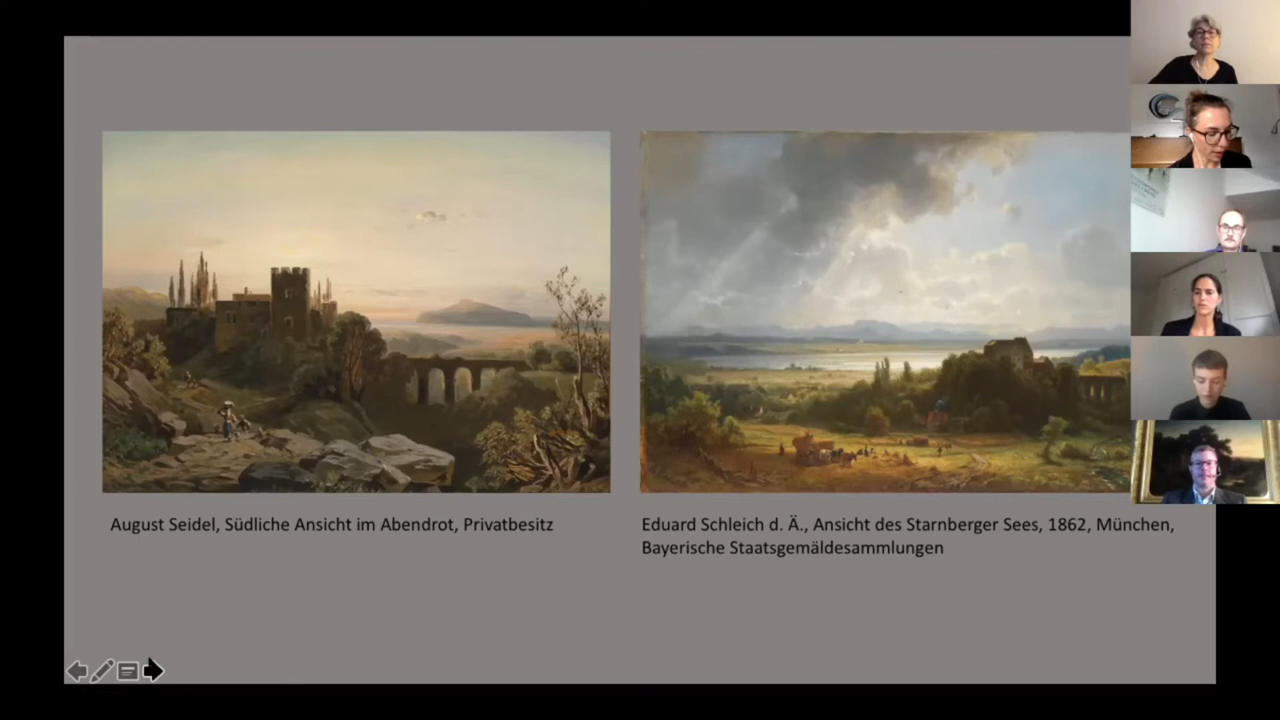 August Seidel, Südliche Ansicht im Abendrot, Privatbesitz
Eduard Schleich d. Ä., Ansicht des Starnberger Sees, 1862, München,
Bayerische Staatsgemäldesammlungen